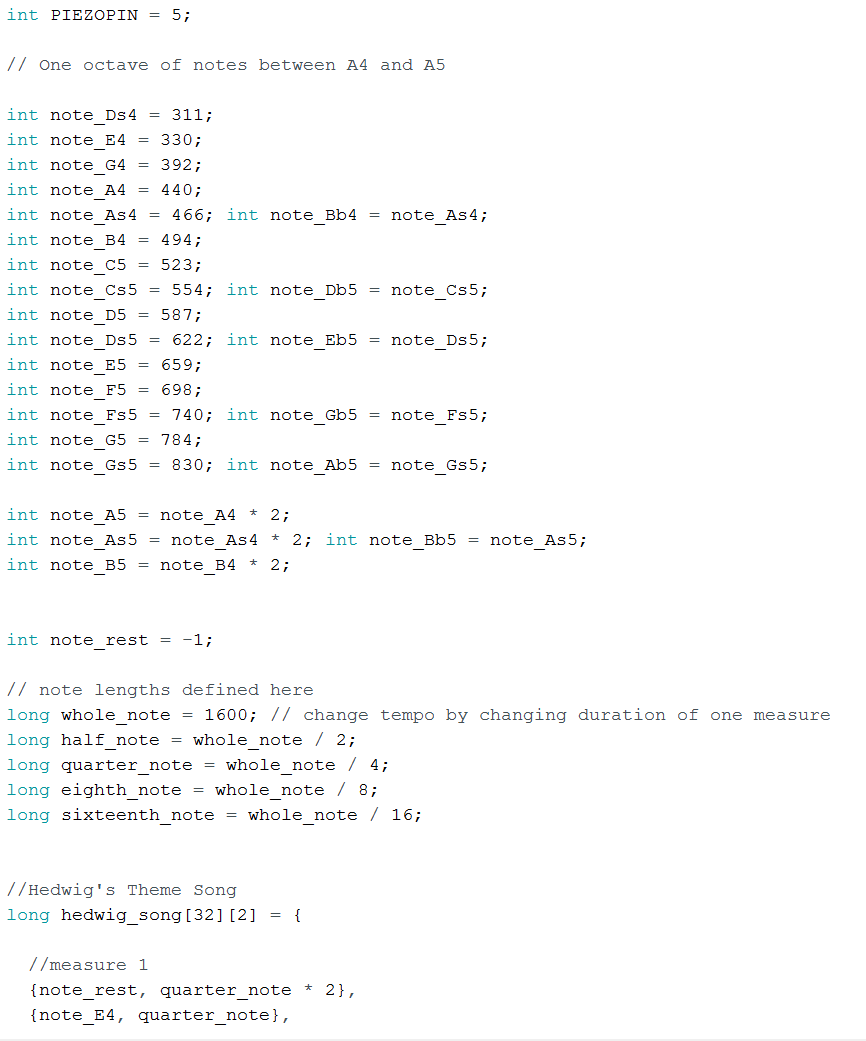 int PIEZOPIN = 5;
// One octave of notes between A4 and A5
int note_Ds4 = 311;
int note_E4 = 330;
int note_G4 = 392;
int note_A4 = 440;
int note_As4 = 466; int note_Bb4 = note_As4;
int note_B4 = 494;
int note_C5 = 523;
int note_Cs5 = 554; int note_Db5 = note_Cs5;
int note_D5 = 587;
int note_Ds5 = 622; int note_Eb5 = note_Ds5;
int note_E5 = 659;
int note_F5 = 698;
int note_Fs5 = 740; int note_Gb5 = note_Fs5;
int note_G5 = 784;
int note_Gs5 = 830; int note_Ab5 = note_Gs5;
int note_A5 = note_A4 * 2;
int note_As5 = note_As4 * 2; int note_Bb5 = note_As5;
int note_B5 = note_B4 * 2;
int note_rest = -1;
// note lengths defined here
long whole_note = 1600; // change tempo by changing duration of one measure
long half_note = whole_note / 2;
long quarter_note = whole_note / 4;
long eighth_note = whole_note / 8;
long sixteenth_note = whole_note / 16;
//Hedwig's Theme Song
long hedwig_song[32][2] = {
//measure 1
{note_rest, quarter_note * 2},
{note_E4, quarter_note},